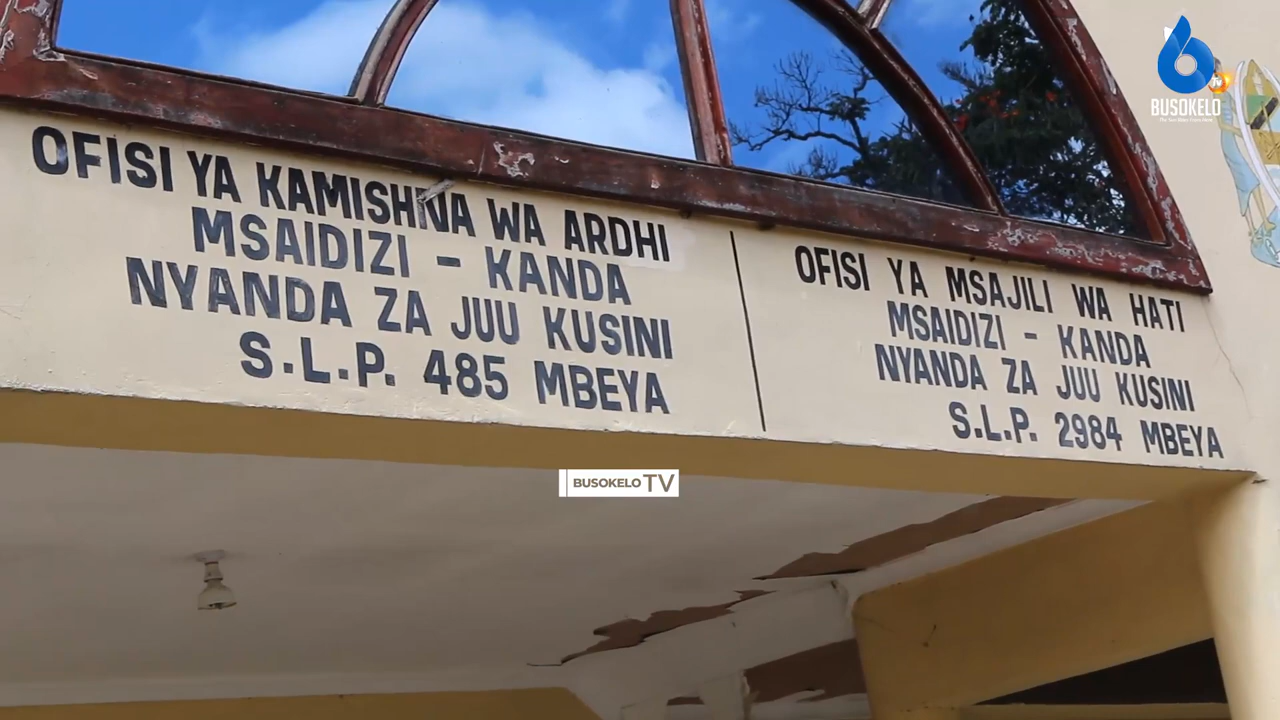 OFISI YA KAMISHNA WA ARDHI
MSAIDIZI - KANDA
NYANDA ZA JUU KUSINI
S.L.P. 485 MBEYA
OFISI YA MSAJILI WA HATI
MSAIDIZI - KANDA
NYANDA ZA JUU KUSINI
S.L.P. 2984 MBEYA
Tv
BUSOKELO
BUSOKELO TV